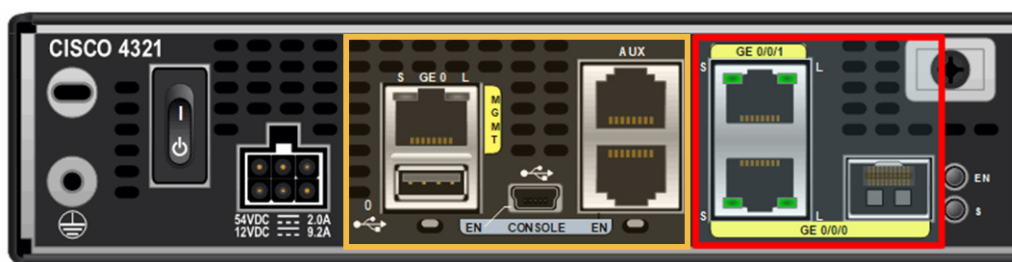 CISCO 4321
54VDC 2.0A
12VDC 9.2A
S GE 0 L
MGMT
0
AUX
EN CONSOLE EN
GE 0/0/1
S L
S L
GE 0/0/0
EN
S